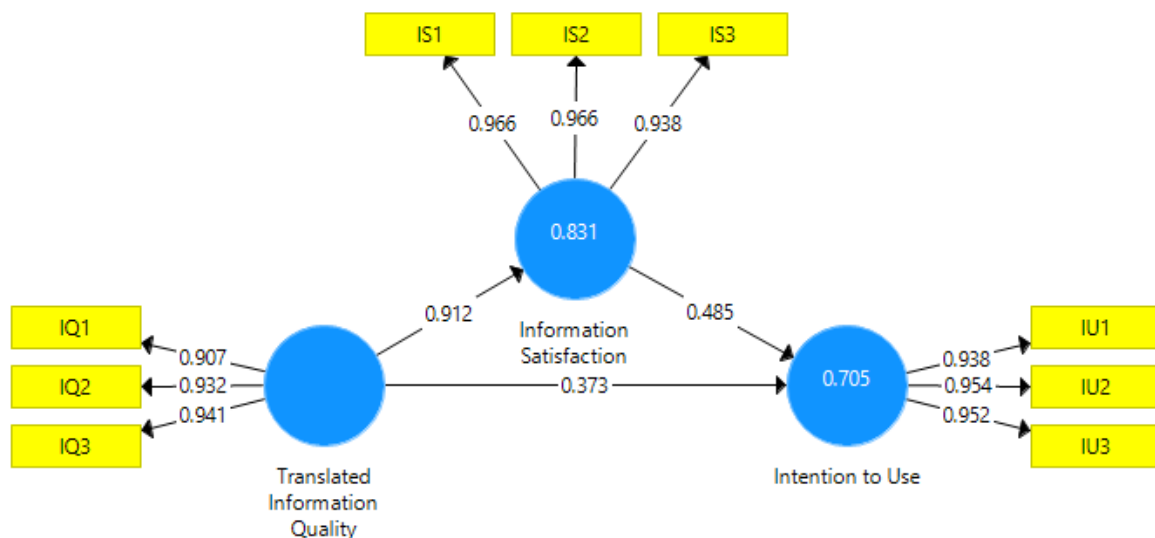 IS1
IS2
IS3
0.966
0.966
0.938
0.831
Information
Satisfaction
0.912
0.485
0.373
IQ1
IQ2
IQ3
0.907
0.932
0.941
Translated
Information
Quality
0.705
Intention to Use
0.938
0.954
0.952
IU1
IU2
IU3